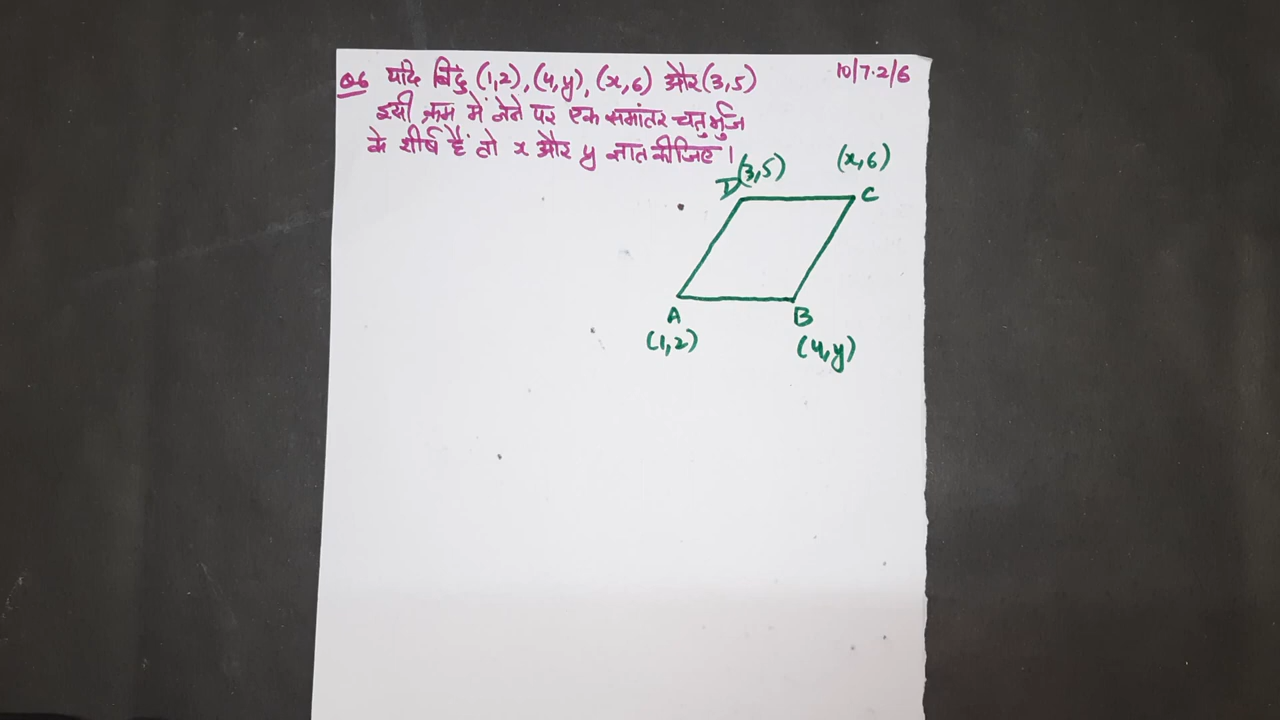 Q6 यदि बिंदु (1,2), (4,y), (x,6) और (3,5)
10/7.2/6
इसी क्रम में लेने पर एक समांतर चतुर्भुज
के शीर्ष हैं तो x और y ज्ञात कीजिए।
D (3,5)
(x,6)
C
A
B
(1,2)
(4,y)